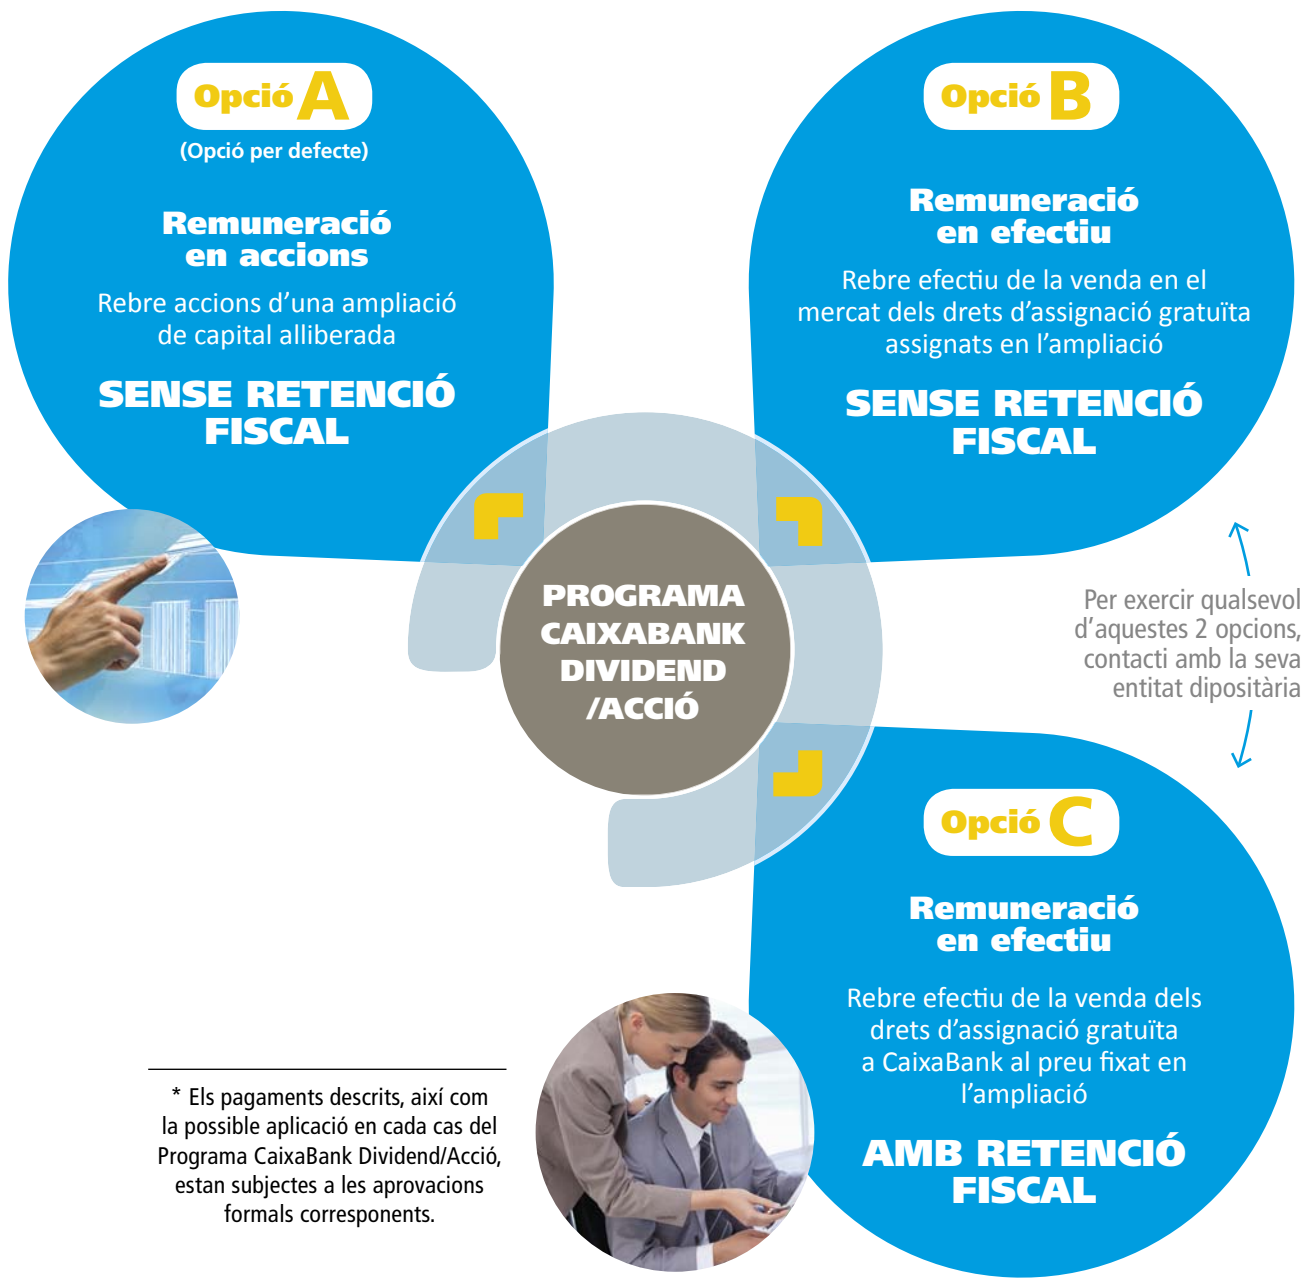 Opció A
(Opció per defecte)
Remuneració
en accions
Rebre accions d’una ampliació
de capital alliberada
SENSE RETENCIÓ
FISCAL
Opció B
Remuneració
en efectiu
Rebre efectiu de la venda en el
mercat dels drets d’assignació gratuïta
assignats en l’ampliació
SENSE RETENCIÓ
FISCAL
PROGRAMA
CAIXABANK
DIVIDEND
/ACCIÓ
Per exercir qualsevol
d’aquestes 2 opcions,
contacti amb la seva
entitat dipositària
Opció C
Remuneració
en efectiu
Rebre efectiu de la venda dels
drets d’assignació gratuïta
a CaixaBank al preu fixat en
l’ampliació
AMB RETENCIÓ
FISCAL
* Els pagaments descrits, així com
la possible aplicació en cada cas del
Programa CaixaBank Dividend/Acció,
estan subjectes a les aprovacions
formals corresponents.